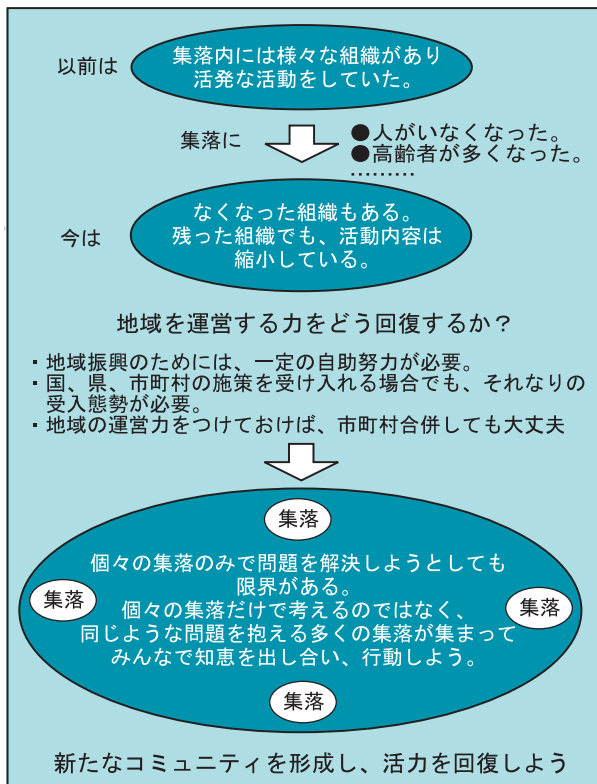 以前は
集落内には様々な組織があり
活発な活動をしていた。
集落に
●人がいなくなった。
●高齢者が多くなった。
………
今は
なくなった組織もある。
残った組織でも、活動内容は
縮小している。
地域を運営する力をどう回復するか？
・地域振興のためには、一定の自助努力が必要。
・国、県、市町村の施策を受け入れる場合でも、それなりの
受入態勢が必要。
・地域の運営力をつけておけば、市町村合併しても大丈夫
集落
個々の集落のみで問題を解決しようとしても
限界がある。
集落
集落
個々の集落だけで考えるのではなく、
同じような問題を抱える多くの集落が集まって
みんなで知恵を出し合い、行動しよう。
集落
新たなコミュニティを形成し、活力を回復しよう